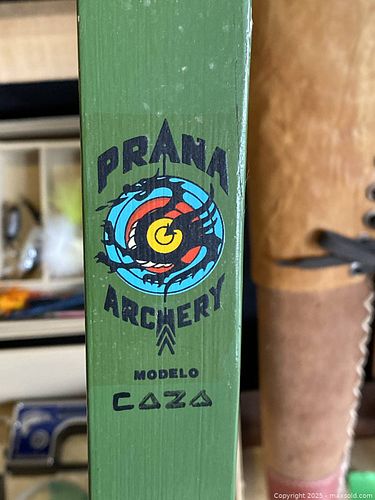 PRANA
ARCHERY
MODELO
CAZA
Copyright 2025 - maxsold.com